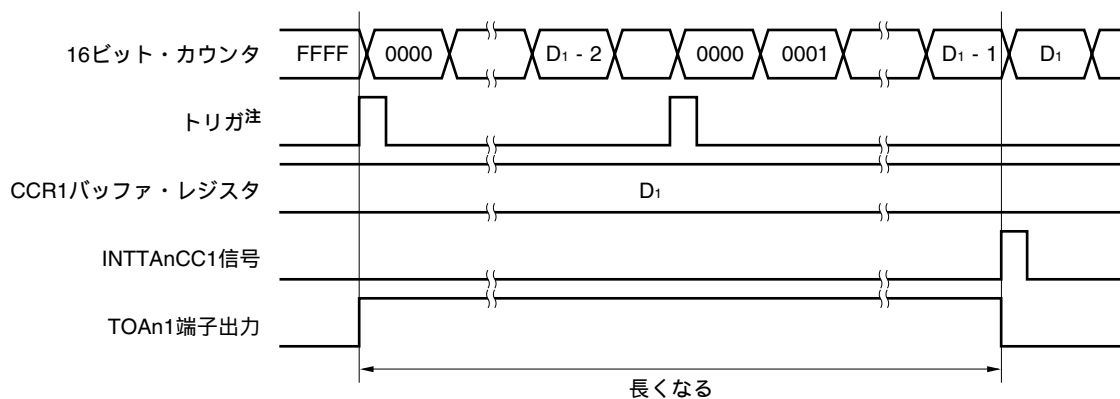 16ビット・カウンタ FFFF 0000 D1 - 2 0000 0001 D1 - 1 D1
トリガ注
CCR1バッファ・レジスタ D1
INTTAnCC1信号
TOAn1端子出力
長くなる